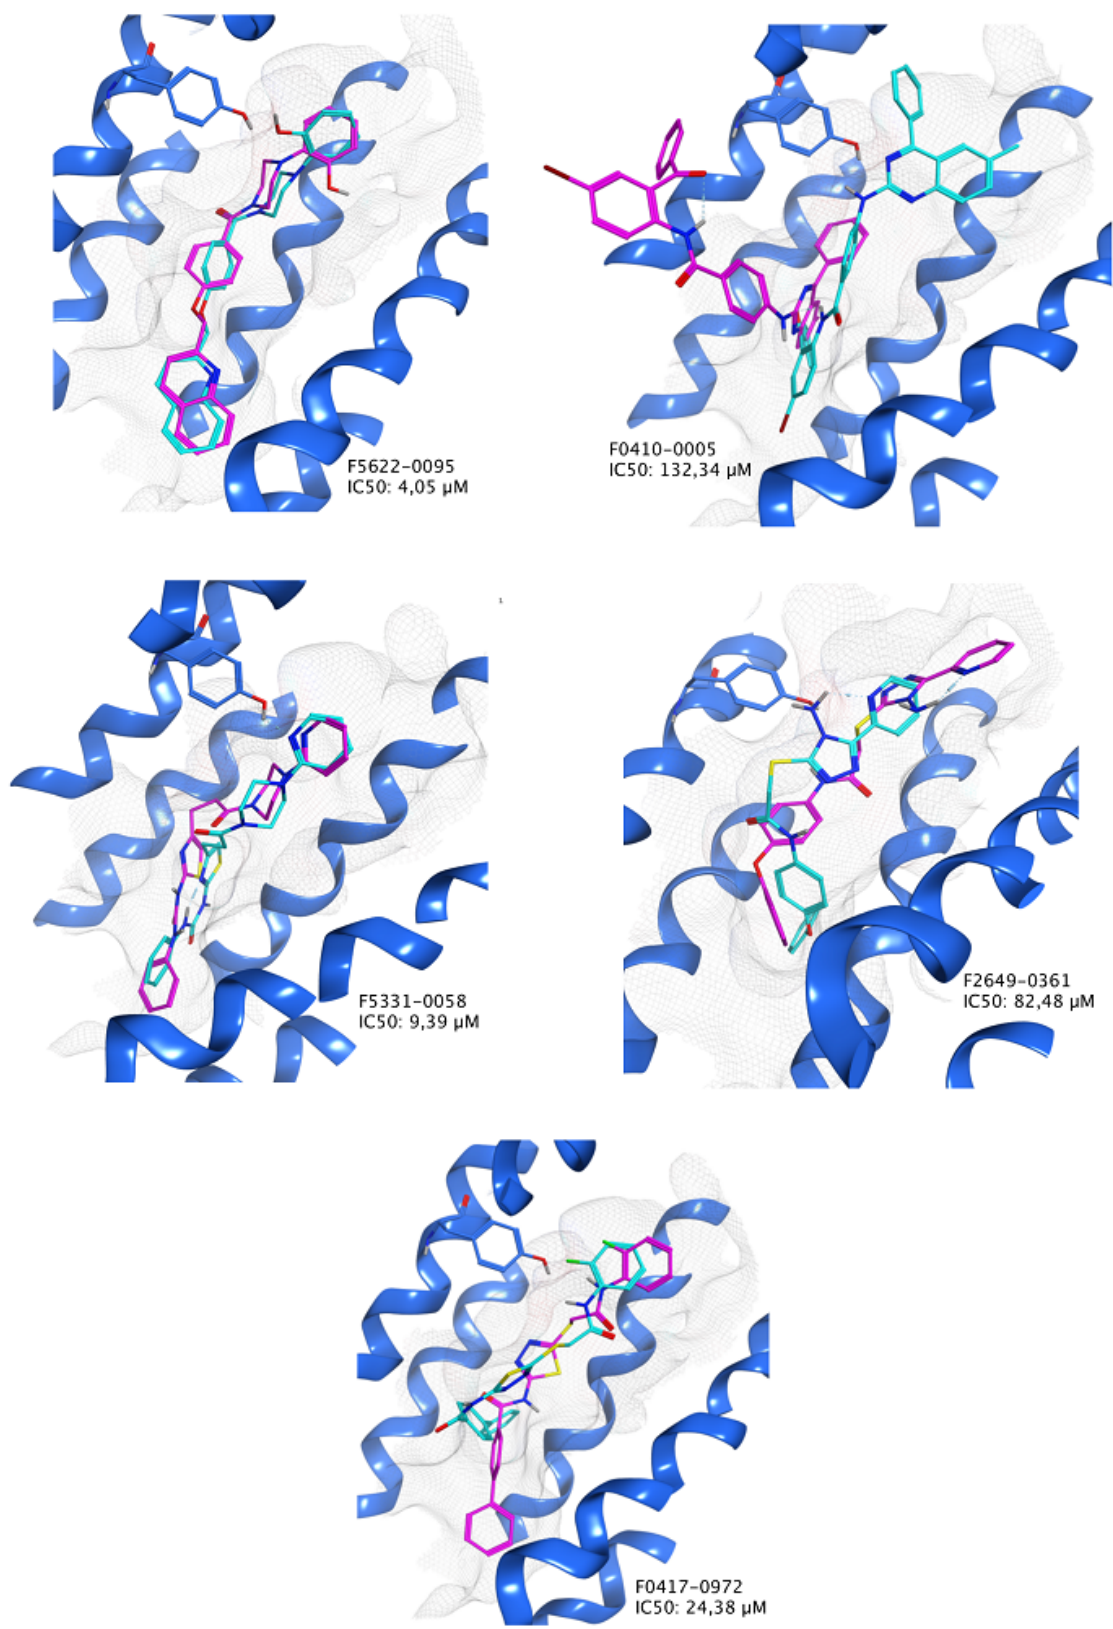 F5622-0095
IC50: 4,05 µM
F0410-0005
IC50: 132,34 µM
F5331-0058
IC50: 9,39 µM
F2649-0361
IC50: 82,48 µM
F0417-0972
IC50: 24,38 µM